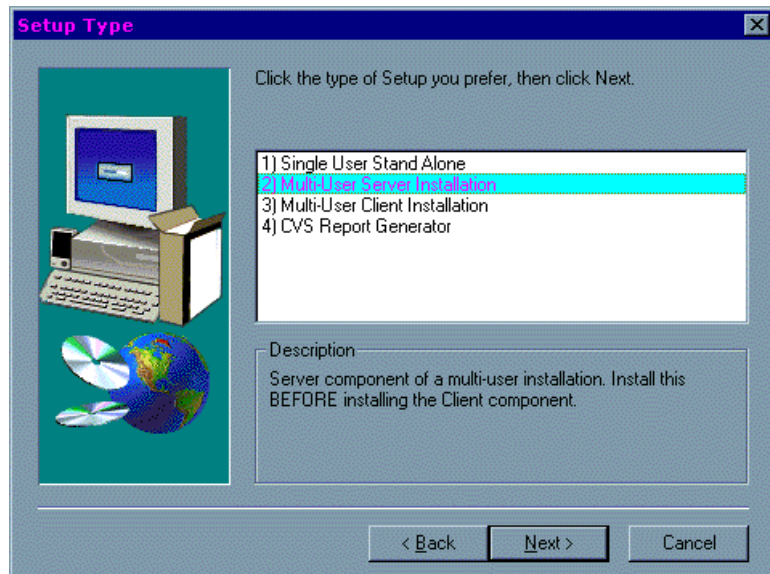 Setup Type
Click the type of Setup you prefer, then click Next.
1) Single User Stand Alone
2) Multi-User Server Installation
3) Multi-User Client Installation
4) CVS Report Generator
Description
Server component of a multi-user installation. Install this
BEFORE installing the Client component.
< Back
Next >
Cancel